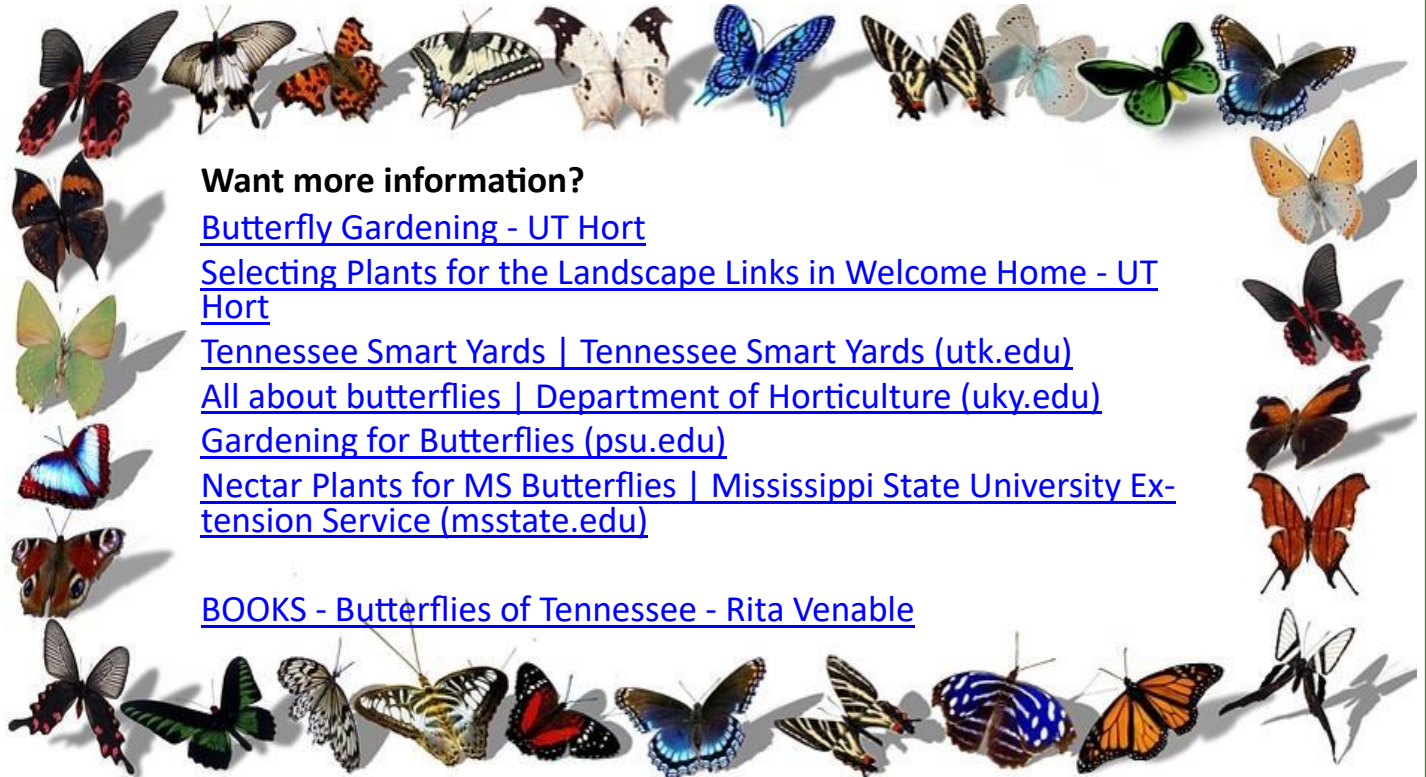 Want more information?
Butterfly Gardening - UT Hort
Selecting Plants for the Landscape Links in Welcome Home - UT
Hort
Tennessee Smart Yards | Tennessee Smart Yards (utk.edu)
All about butterflies | Department of Horticulture (uky.edu)
Gardening for Butterflies (psu.edu)
Nectar Plants for MS Butterflies | Mississippi State University Ex-
tension Service (msstate.edu)
BOOKS - Butterflies of Tennessee - Rita Venable